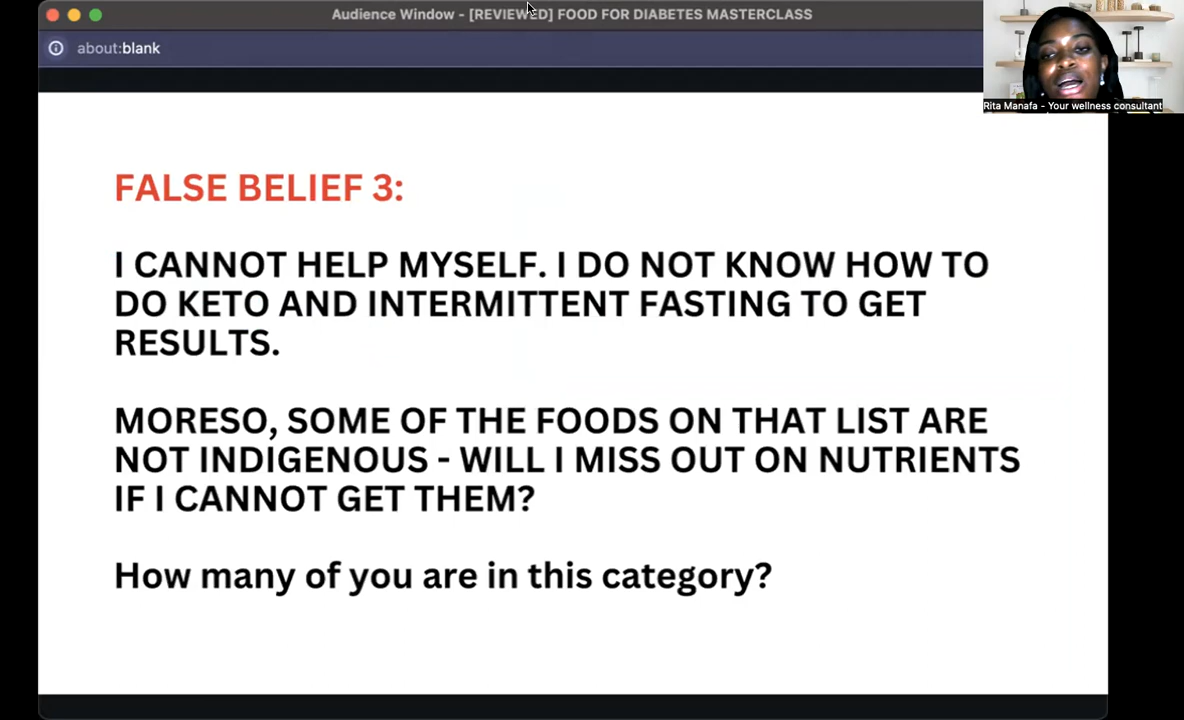 Audience Window - [REVIEWED] FOOD FOR DIABETES MASTERCLASS
about:blank
Rita Manafa - Your wellness consultant
FALSE BELIEF 3:
I CANNOT HELP MYSELF. I DO NOT KNOW HOW TO
DO KETO AND INTERMITTENT FASTING TO GET
RESULTS.
MORESO, SOME OF THE FOODS ON THAT LIST ARE
NOT INDIGENOUS - WILL I MISS OUT ON NUTRIENTS
IF I CANNOT GET THEM?
How many of you are in this category?